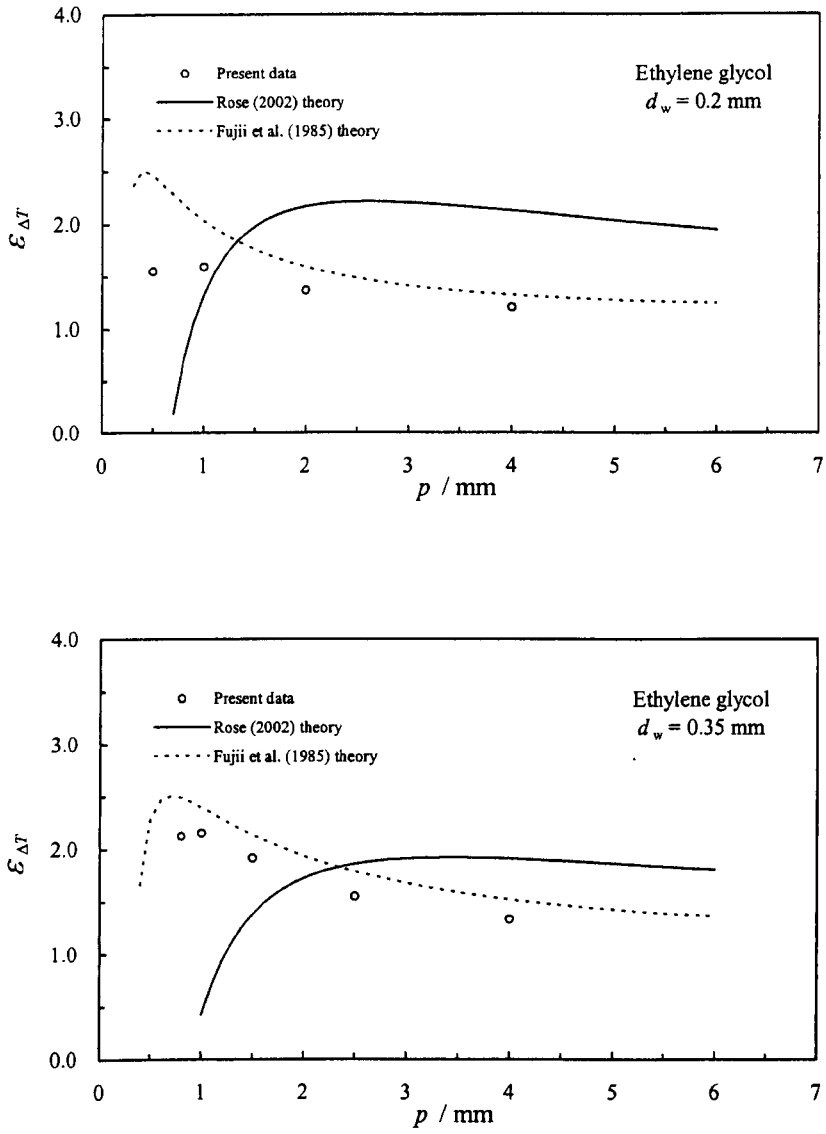 4.0
Present data
Ethylene glycol
Rose (2002) theory
d_w = 0.2 mm
3.0
Fujii et al. (1985) theory
ε_ΔT
2.0
1.0
0.0
0 1 2 3 4 5 6 7
p / mm
4.0
Present data
Ethylene glycol
Rose (2002) theory
d_w = 0.35 mm
3.0
Fujii et al. (1985) theory
ε_ΔT
2.0
1.0
0.0
0 1 2 3 4 5 6 7
p / mm